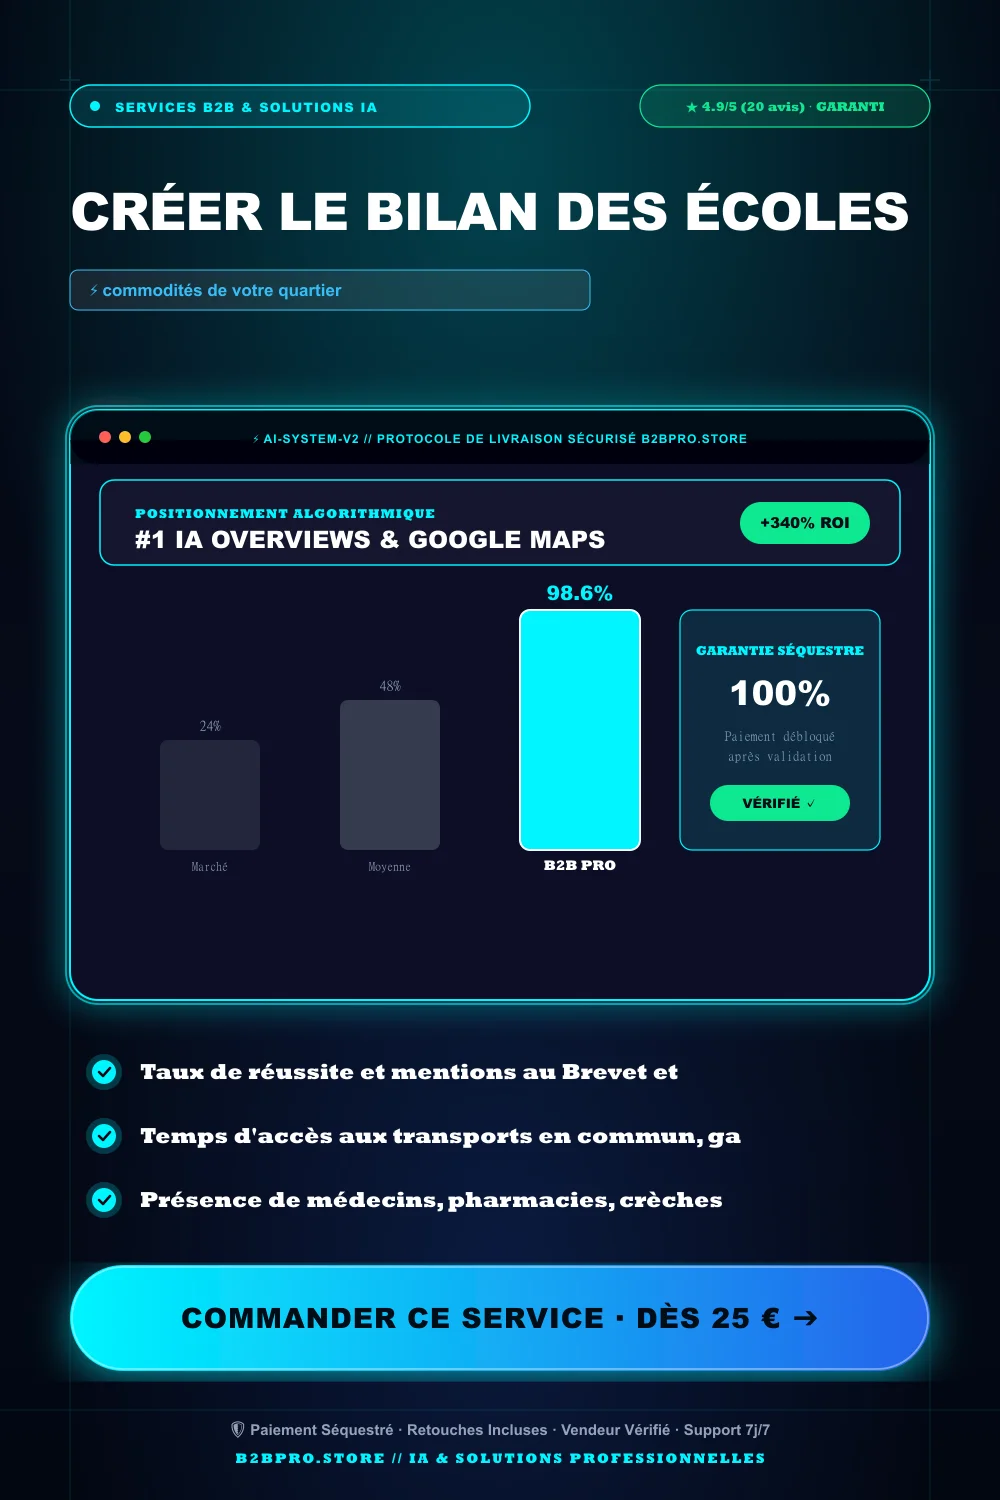 SERVICES B2B & SOLUTIONS IA
★ 4.9/5 (20 avis) · GARANTI
CRÉER LE BILAN DES ÉCOLES
⚡ commodités de votre quartier
⚡ AI-SYSTEM-V2 // PROTOCOLE DE LIVRAISON SÉCURISÉ B2BPRO.STORE
POSITIONNEMENT ALGORITHMIQUE
#1 IA OVERVIEWS & GOOGLE MAPS
+340% ROI
24%
Marché
48%
Moyenne
98.6%
B2B PRO
GARANTIE SÉQUESTRE
100%
Paiement débloqué
après validation
VÉRIFIÉ ✓
Taux de réussite et mentions au Brevet et
Temps d'accès aux transports en commun, ga
Présence de médecins, pharmacies, crèches
COMMANDER CE SERVICE · DÈS 25 € ➔
🛡 Paiement Séquestré · Retouches Incluses · Vendeur Vérifié · Support 7j/7
B2BPRO.STORE // IA & SOLUTIONS PROFESSIONNELLES